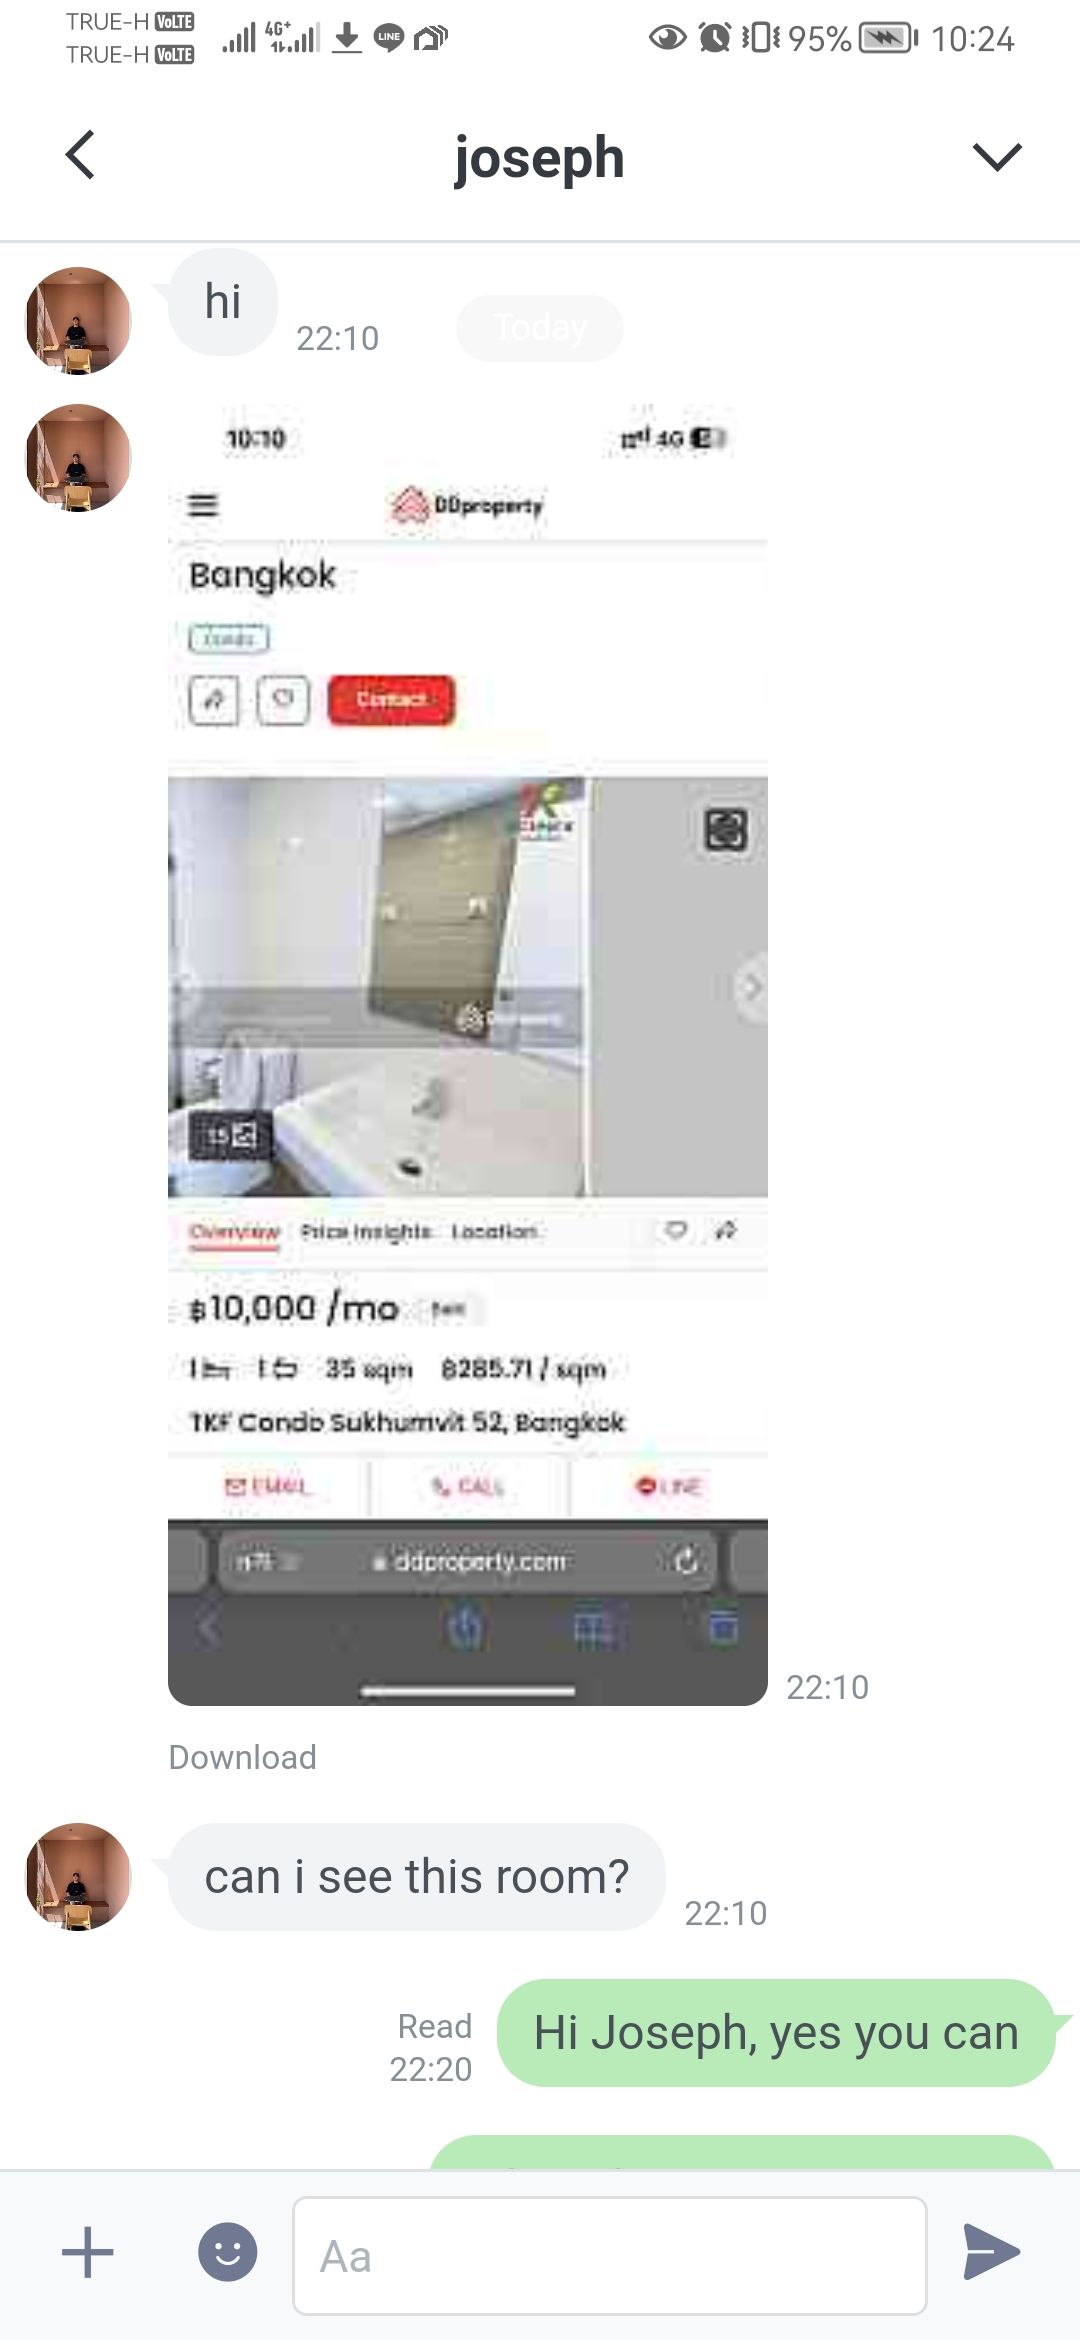 TRUE-H VoLTE
TRUE-H VoLTE
4G+
LINE
95%
10:24
joseph
hi
22:10
Today
10:10
4G
DDproperty
Bangkok
Condo
Contact
15
Overview Price Insights Location
฿10,000 /mo
1 1 35 sqm ฿285.71 / sqm
TKF Condo Sukhumvit 52, Bangkok
EMAIL CALL LINE
ddproperty.com
22:10
Download
can i see this room?
22:10
Read
22:20
Hi Joseph, yes you can
Aa